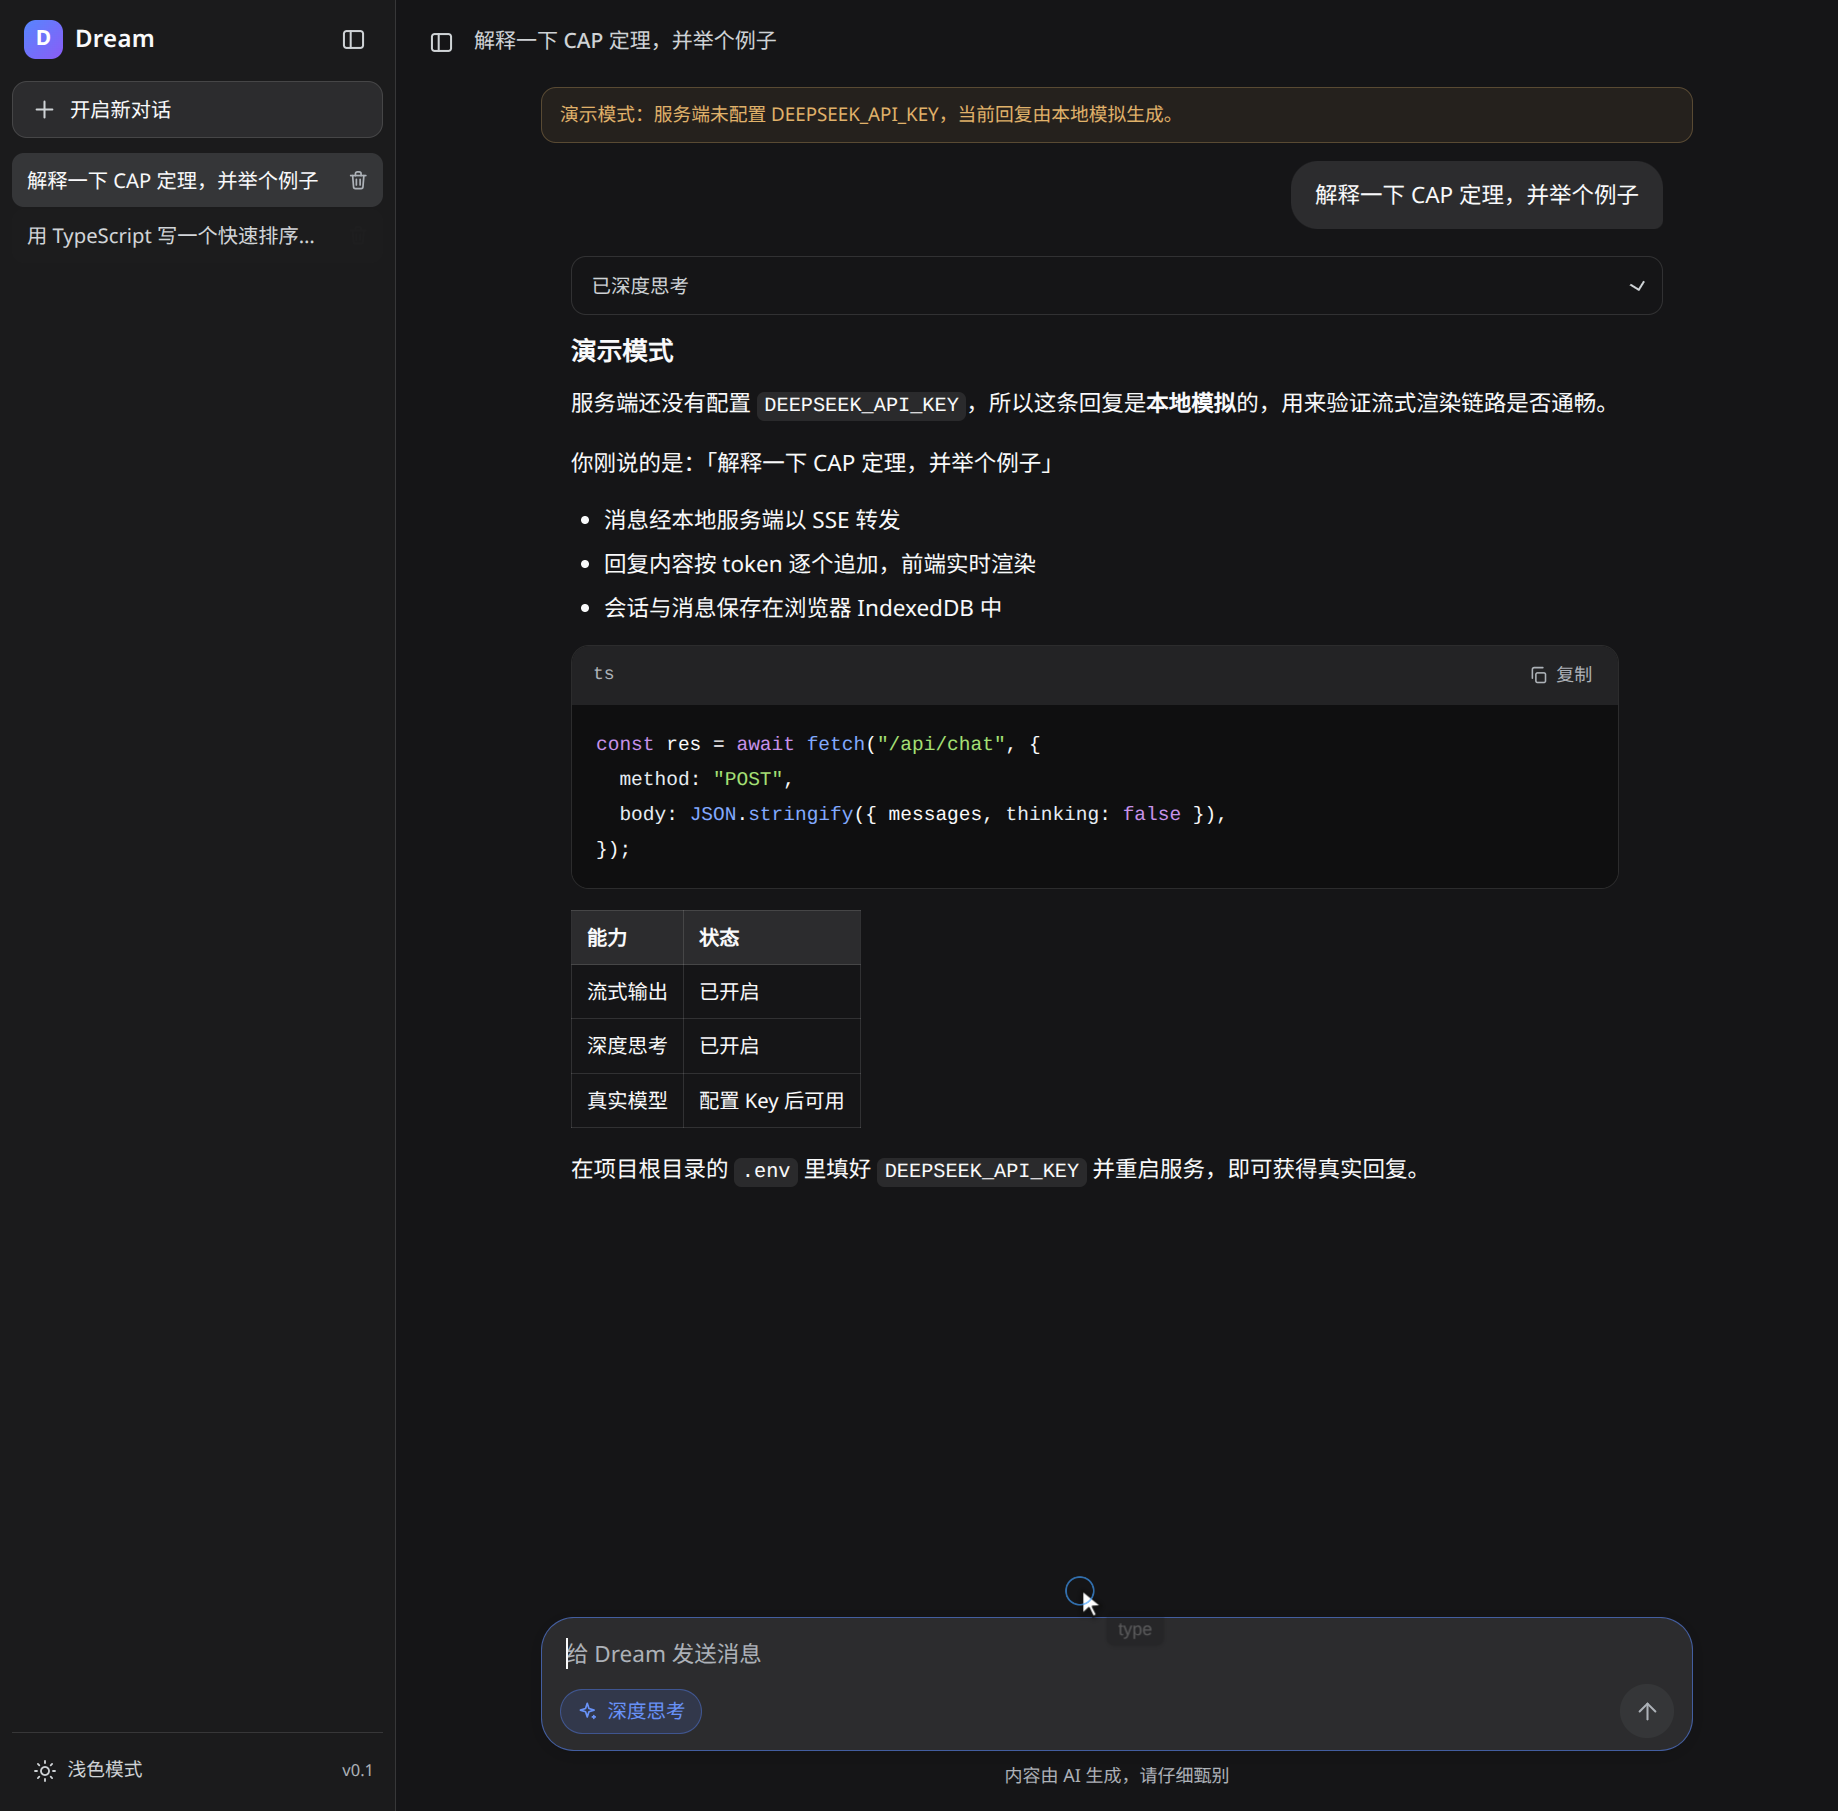 D Dream
开启新对话
解释一下 CAP 定理，并举个例子
用 TypeScript 写一个快速排序...
浅色模式
v0.1
解释一下 CAP 定理，并举个例子
演示模式：服务端未配置 DEEPSEEK_API_KEY，当前回复由本地模拟生成。
解释一下 CAP 定理，并举个例子
已深度思考
演示模式
服务端还没有配置 DEEPSEEK_API_KEY，所以这条回复是本地模拟的，用来验证流式渲染链路是否通畅。
你刚说的是：「解释一下 CAP 定理，并举个例子」
消息经本地服务端以 SSE 转发
回复内容按 token 逐个追加，前端实时渲染
会话与消息保存在浏览器 IndexedDB 中
ts
复制
const res = await fetch("/api/chat", {
  method: "POST",
  body: JSON.stringify({ messages, thinking: false }),
});
能力 状态
流式输出 已开启
深度思考 已开启
真实模型 配置 Key 后可用
在项目根目录的 .env 里填好 DEEPSEEK_API_KEY 并重启服务，即可获得真实回复。
type
给 Dream 发送消息
深度思考
内容由 AI 生成，请仔细甄别